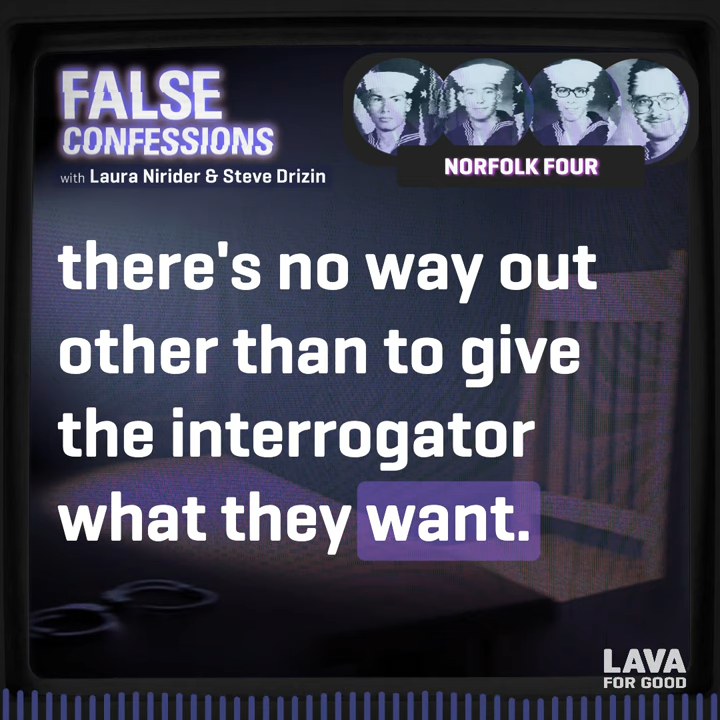 FALSE
CONFESSIONS
with Laura Nirider & Steve Drizin
NORFOLK FOUR
there's no way out
other than to give
the interrogator
what they want.
LAVA
FOR GOOD